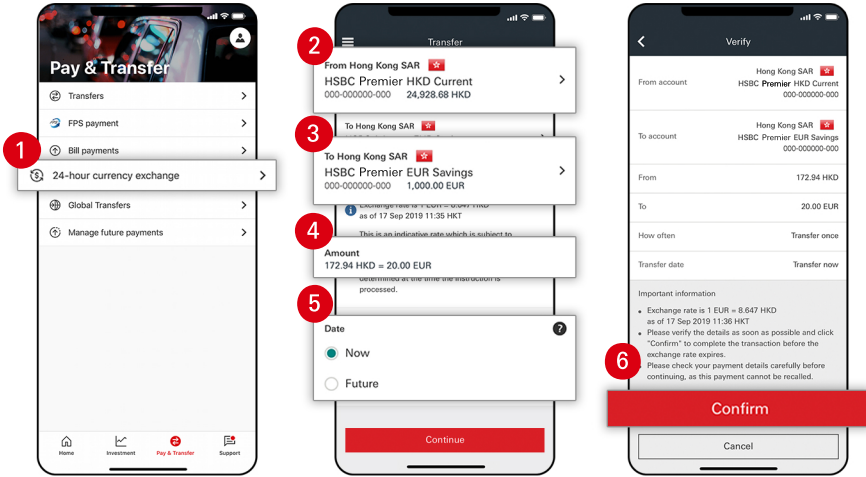 Pay & Transfer
Transfers
FPS payment
1
Bill payments
24-hour currency exchange
Global Transfers
Manage future payments
Home
Investment
Pay & Transfer
Support
2
Transfer
From Hong Kong SAR
HSBC Premier HKD Current
000-000000-000 24,928.68 HKD
3
To Hong Kong SAR
To Hong Kong SAR
HSBC Premier EUR Savings
000-000000-000 1,000.00 EUR
Exchange rate is 1 EUR = 8.647 HKD
as of 17 Sep 2019 11:35 HKT
This is an indicative rate which is subject to
4
Amount
172.94 HKD = 20.00 EUR
determined at the time the instruction is
processed.
5
Date
Now
Future
Continue
Verify
From account
Hong Kong SAR
HSBC Premier HKD Current
000-000000-000
To account
Hong Kong SAR
HSBC Premier EUR Savings
000-000000-000
From 172.94 HKD
To 20.00 EUR
How often Transfer once
Transfer date Transfer now
Important information
Exchange rate is 1 EUR = 8.647 HKD
as of 17 Sep 2019 11:36 HKT
Please verify the details as soon as possible and click
"Confirm" to complete the transaction before the
exchange rate expires.
6
Please check your payment details carefully before
continuing, as this payment cannot be recalled.
Confirm
Cancel